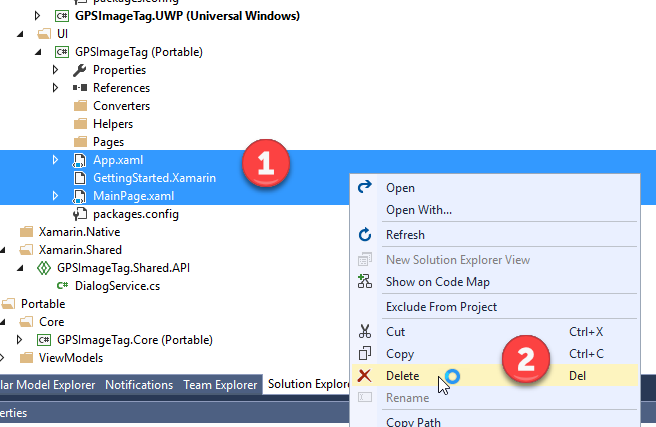 packages.config
GPSImageTag.UWP (Universal Windows)
UI
GPSImageTag (Portable)
Properties
References
Converters
Helpers
Pages
App.xaml
1
GettingStarted.Xamarin
MainPage.xaml
packages.config
Xamarin.Native
Xamarin.Shared
GPSImageTag.Shared.API
C# DialogService.cs
Portable
Core
GPSImageTag.Core (Portable)
ViewModels
Open
Open With...
Refresh
New Solution Explorer View
Show on Code Map
Exclude From Project
Cut Ctrl+X
Copy Ctrl+C
2
Delete Del
Rename
Copy Path
lar Model Explorer Notifications Team Explorer Solution Explore
erties